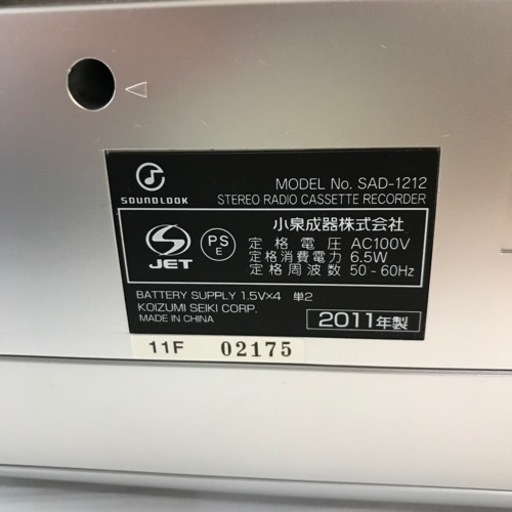 SOUNDLOOK
MODEL No. SAD-1212
STEREO RADIO CASSETTE RECORDER
小泉成器株式会社
S JET
PS E
定格電圧 AC100V
定格消費電力 6.5W
定格周波数 50-60Hz
BATTERY SUPPLY 1.5V×4 単2
KOIZUMI SEIKI CORP.
MADE IN CHINA
2011年製
11F 02175